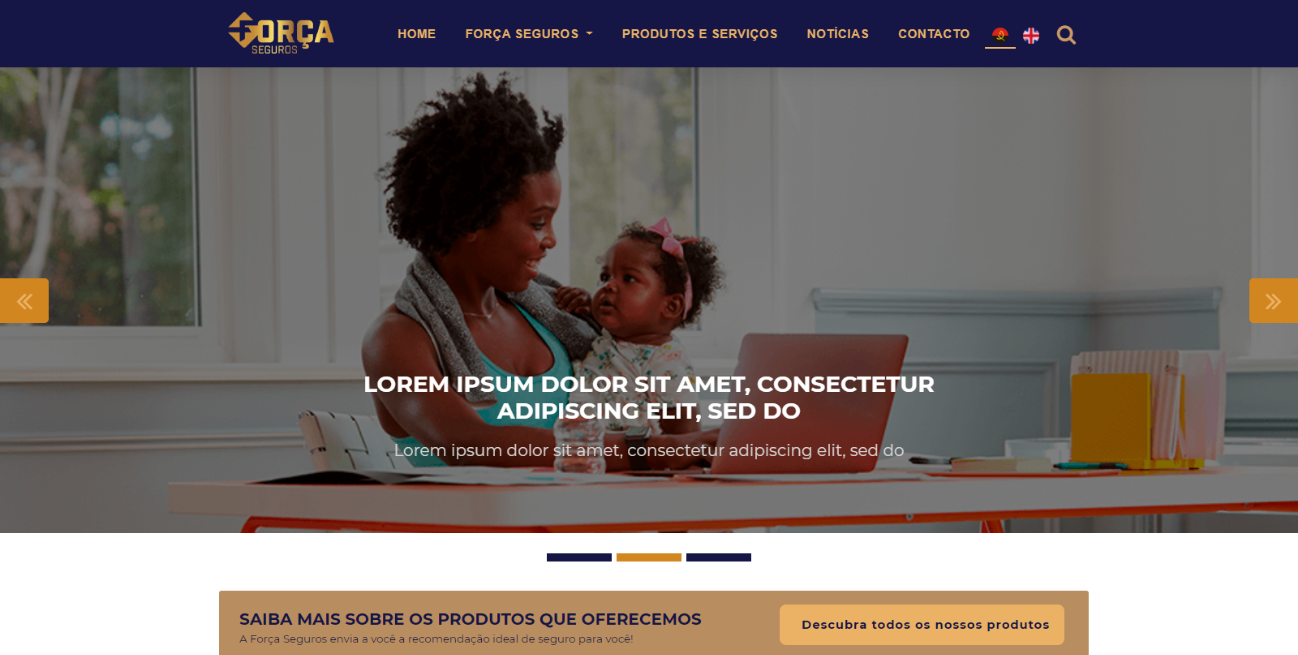 FORÇA
SEGUROS
HOME
FORÇA SEGUROS
PRODUTOS E SERVIÇOS
NOTÍCIAS
CONTACTO
LOREM IPSUM DOLOR SIT AMET, CONSECTETUR
ADIPISCING ELIT, SED DO
Lorem ipsum dolor sit amet, consectetur adipiscing elit, sed do
SAIBA MAIS SOBRE OS PRODUTOS QUE OFERECEMOS
A Força Seguros envia a você a recomendação ideal de seguro para você!
Descubra todos os nossos produtos